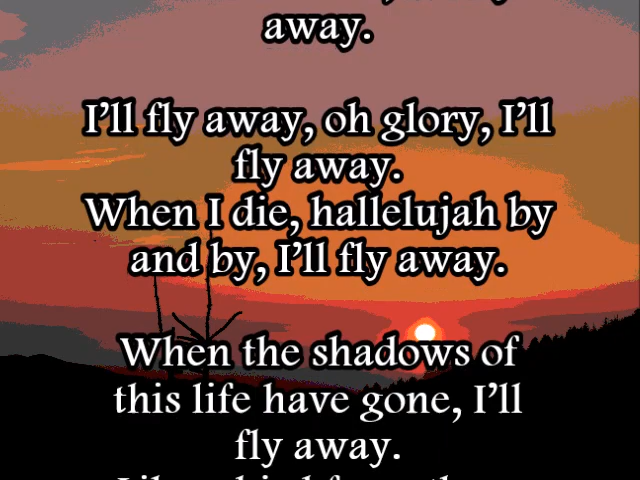 away.
I'll fly away, oh glory, I'll
fly away.
When I die, hallelujah by
and by, I'll fly away.
When the shadows of
this life have gone, I'll
fly away.